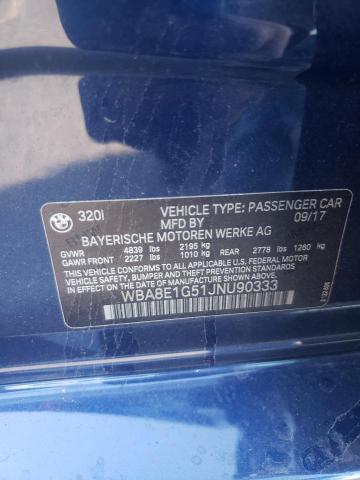 320i VEHICLE TYPE: PASSENGER CAR
MFD BY 09/17
BAYERISCHE MOTOREN WERKE AG
GVWR 4839 lbs 2195 kg
GAWR FRONT 2227 lbs 1010 kg REAR 2778 lbs 1260 kg
THIS VEHICLE CONFORMS TO ALL APPLICABLE U.S. FEDERAL MOTOR
VEHICLE SAFETY, BUMPER AND THEFT PREVENTION STANDARDS
IN EFFECT ON THE DATE OF MANUFACTURE SHOWN ABOVE.
WBA8E1G51JNU90333